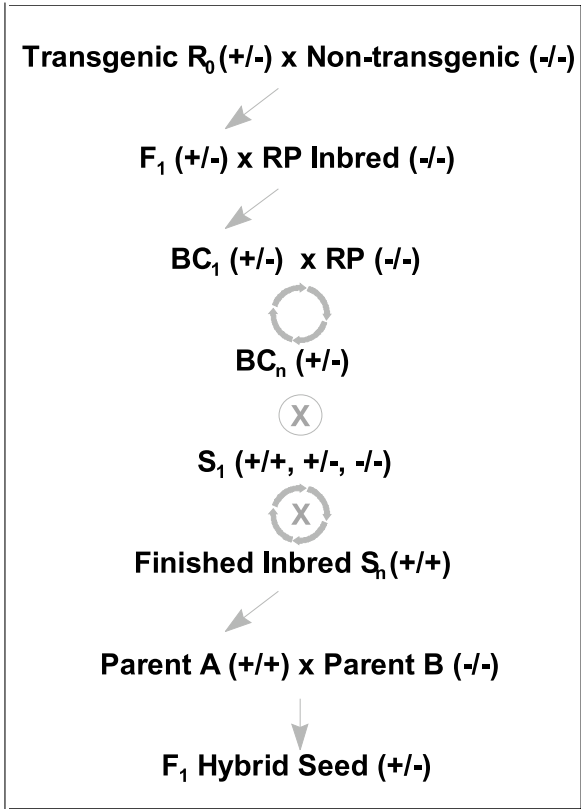 Transgenic R₀ (+/-) x Non-transgenic (-/-)
F₁ (+/-) x RP Inbred (-/-)
BC₁ (+/-) x RP (-/-)
BCₙ (+/-)
X
S₁ (+/+, +/-, -/-)
X
Finished Inbred Sₙ (+/+)
Parent A (+/+) x Parent B (-/-)
F₁ Hybrid Seed (+/-)